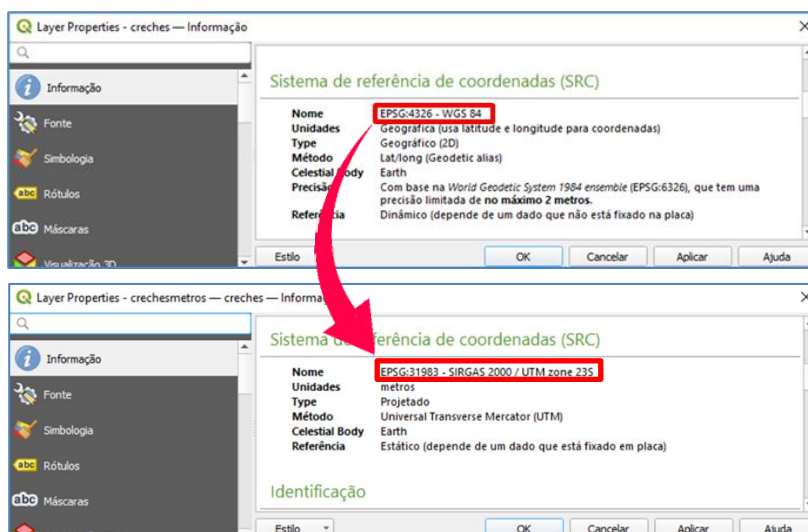 Layer Properties - creches — Informação
Informação
Fonte
Simbologia
abc Rótulos
abc Máscaras
Visualização 3D
Sistema de referência de coordenadas (SRC)
Nome EPSG:4326 - WGS 84
Unidades Geográfica (usa latitude e longitude para coordenadas)
Type Geográfico (2D)
Método Lat/long (Geodetic alias)
Celestial Body Earth
Precisão Com base na World Geodetic System 1984 ensemble (EPSG:6326), que tem uma
precisão limitada de no máximo 2 metros.
Referência Dinâmico (depende de um dado que não está fixado na placa)
Estilo OK Cancelar Aplicar Ajuda
Layer Properties - crechesmetros — creches — Informa
Informação
Fonte
Simbologia
abc Rótulos
abc Máscaras
Sistema de referência de coordenadas (SRC)
Nome EPSG:31983 - SIRGAS 2000 / UTM zone 23S
Unidades metros
Type Projetado
Método Universal Transverse Mercator (UTM)
Celestial Body Earth
Referência Estático (depende de um dado que está fixado em placa)
Identificação
Estilo OK Cancelar Aplicar Ajuda